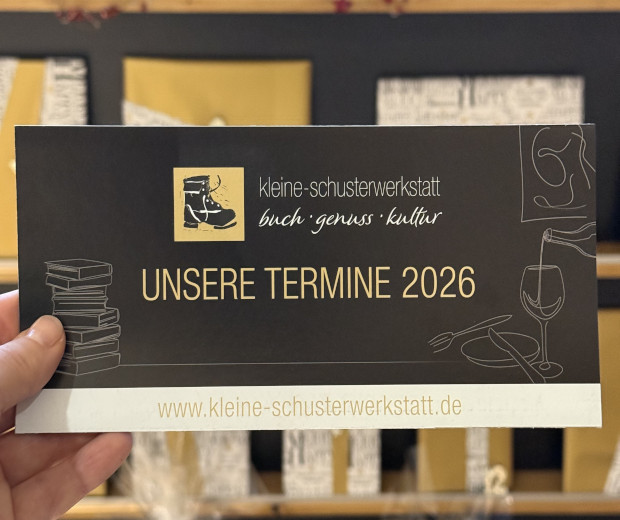 kleine-schusterwerkstatt
buch · genuss · kultur
UNSERE TERMINE 2026
www.kleine-schusterwerkstatt.de